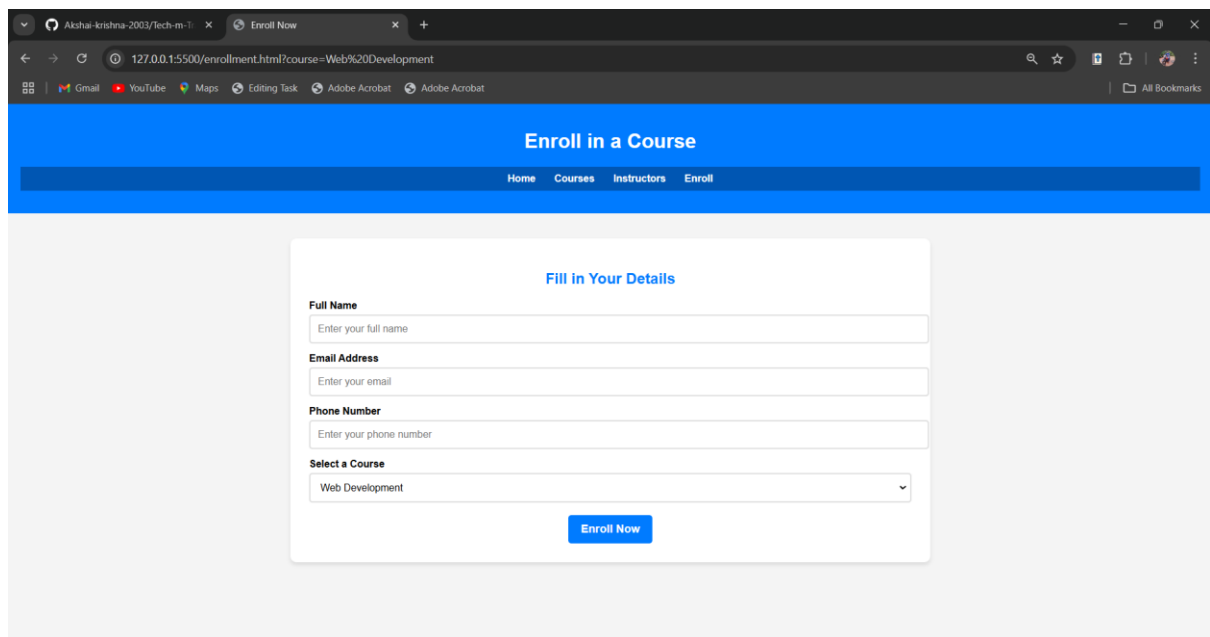 Akshai-krishna-2003/Tech-m-Tr
Enroll Now
127.0.0.1:5500/enrollment.html?course=Web%20Development
Gmail YouTube Maps Editing Task Adobe Acrobat Adobe Acrobat All Bookmarks
Enroll in a Course
Home Courses Instructors Enroll
Fill in Your Details
Full Name
Enter your full name
Email Address
Enter your email
Phone Number
Enter your phone number
Select a Course
Web Development
Enroll Now